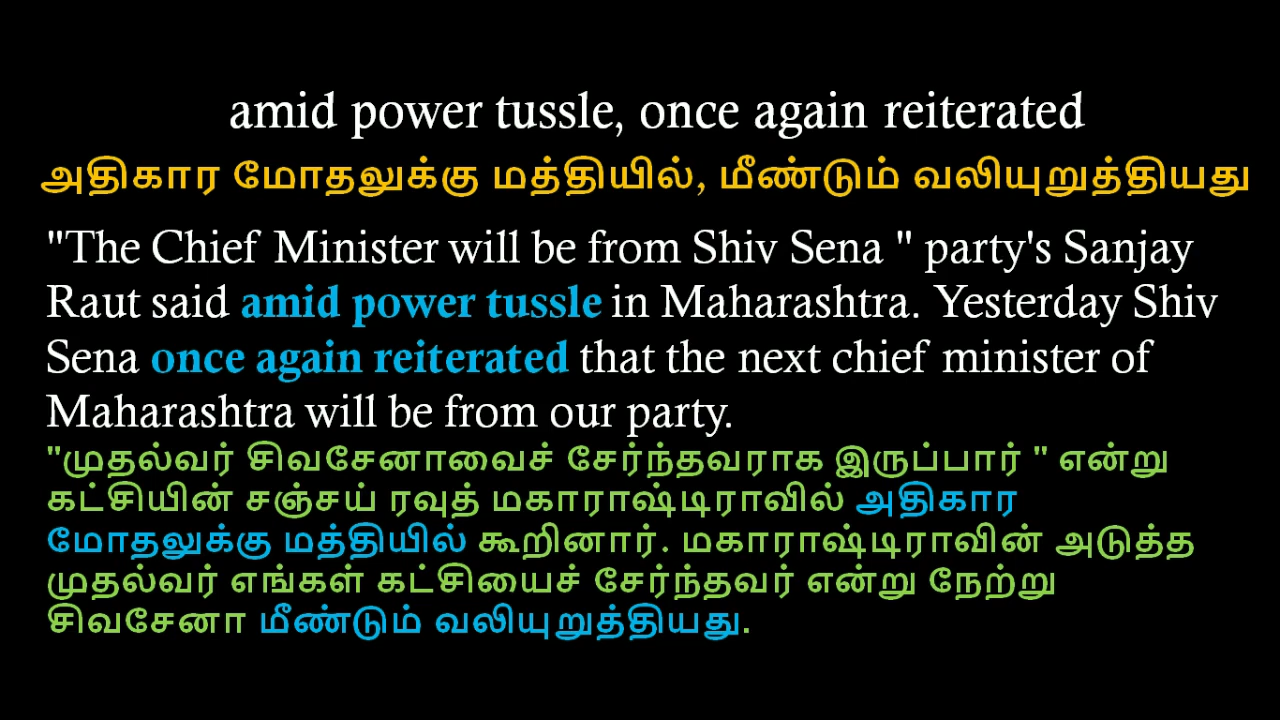 amid power tussle, once again reiterated
அதிகார மோதலுக்கு மத்தியில், மீண்டும் வலியுறுத்தியது
"The Chief Minister will be from Shiv Sena " party's Sanjay
Raut said amid power tussle in Maharashtra. Yesterday Shiv
Sena once again reiterated that the next chief minister of
Maharashtra will be from our party.
"முதல்வர் சிவசேனாவைச் சேர்ந்தவராக இருப்பார் " என்று
கட்சியின் சஞ்சய் ரவுத் மகாராஷ்டிராவில் அதிகார
மோதலுக்கு மத்தியில் கூறினார். மகாராஷ்டிராவின் அடுத்த
முதல்வர் எங்கள் கட்சியைச் சேர்ந்தவர் என்று நேற்று
சிவசேனா மீண்டும் வலியுறுத்தியது.